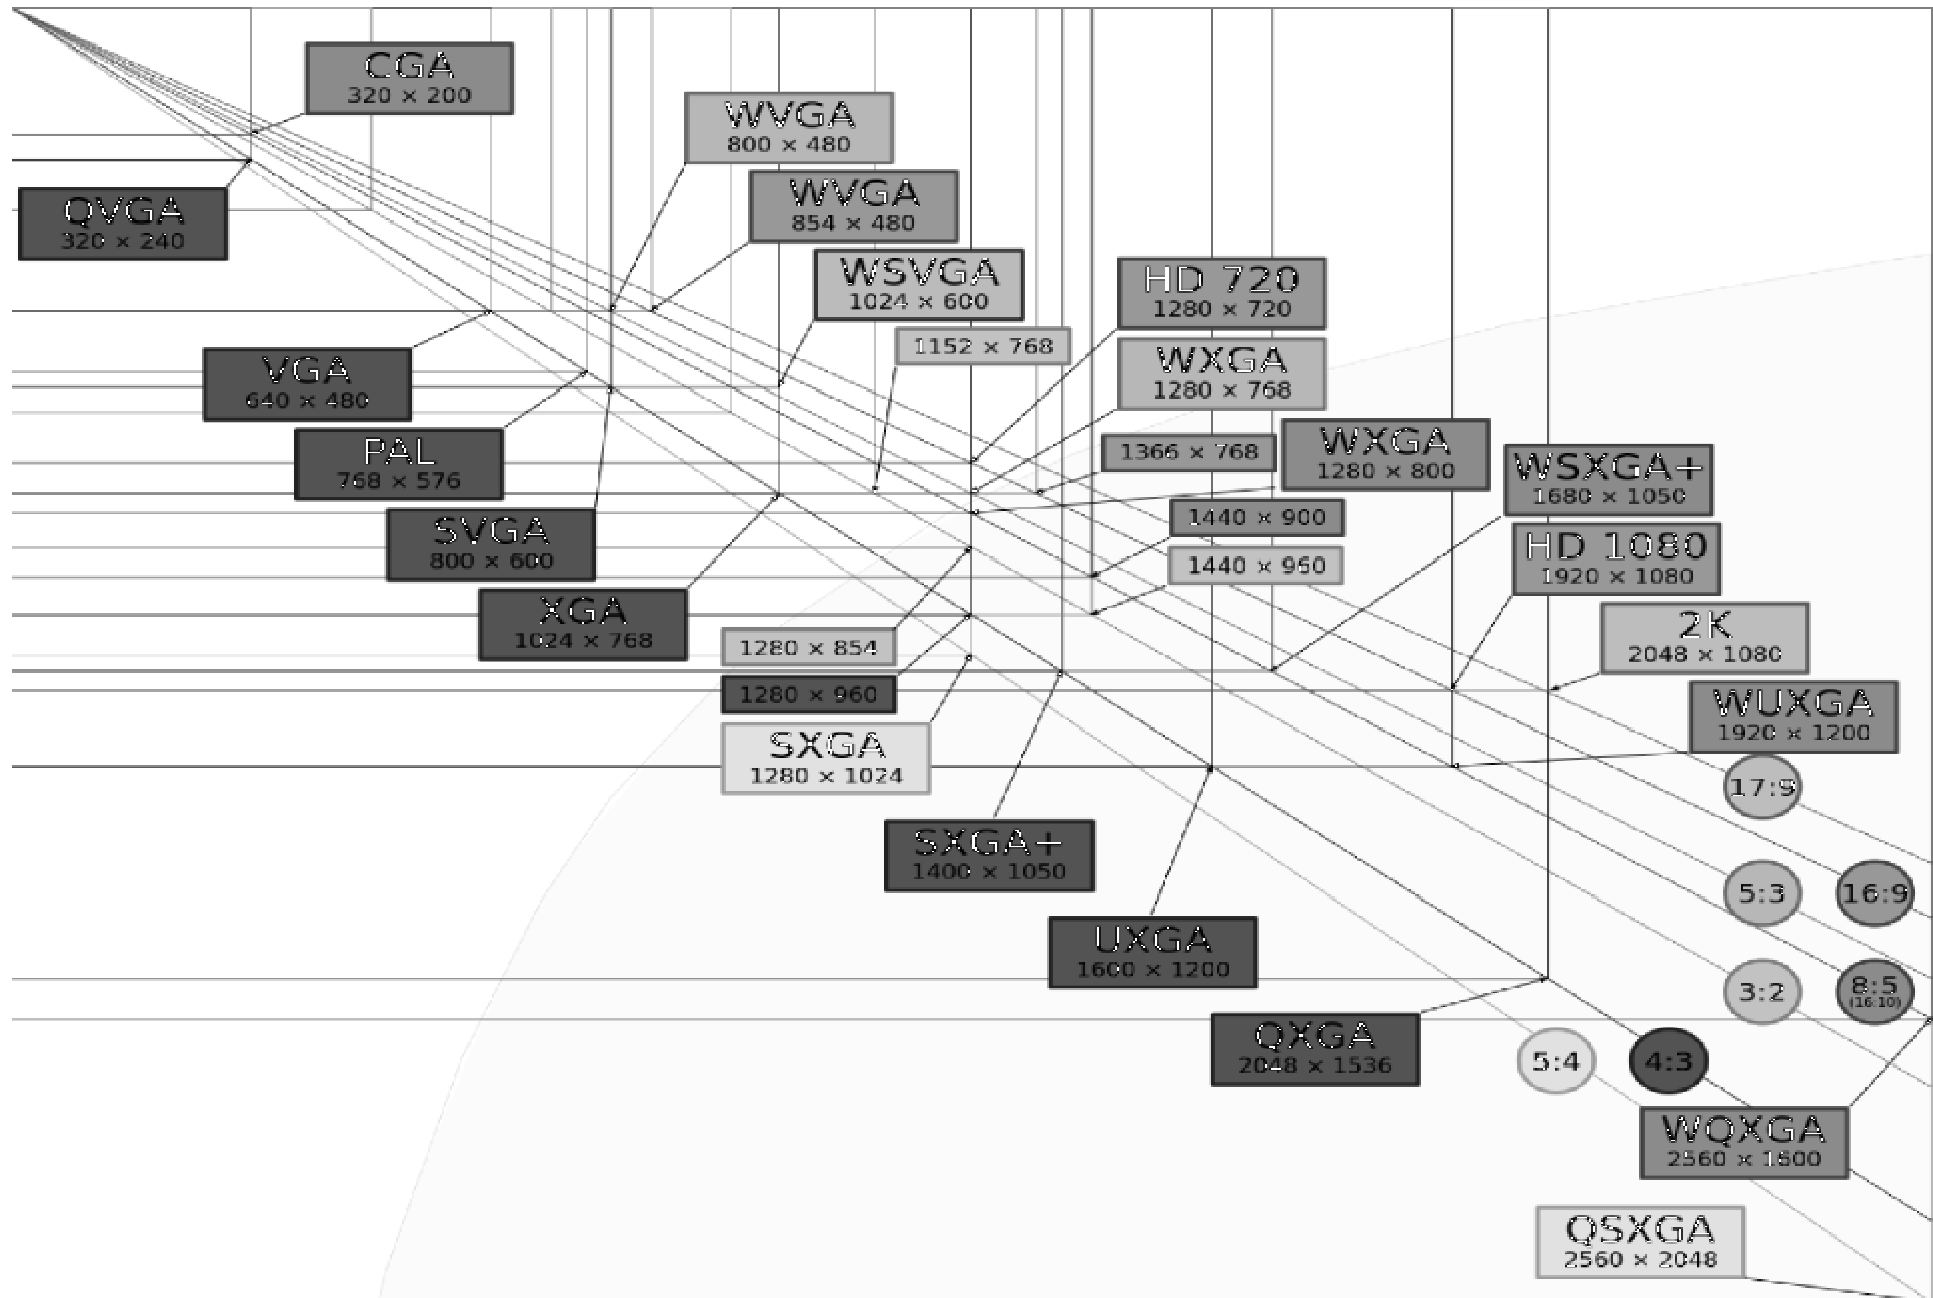 CGA
320 × 200
QVGA
320 × 240
WVGA
800 × 480
WVGA
854 × 480
WSVGA
1024 × 600
1152 × 768
HD 720
1280 × 720
WXGA
1280 × 768
1366 × 768
WXGA
1280 × 800
WSXGA+
1680 × 1050
1440 × 900
HD 1080
1920 × 1080
1440 × 960
VGA
640 × 480
PAL
768 × 576
SVGA
800 × 600
XGA
1024 × 768
1280 × 854
1280 × 960
SXGA
1280 × 1024
2K
2048 × 1080
WUXGA
1920 × 1200
17:9
SXGA+
1400 × 1050
5:3
16:9
UXGA
1600 × 1200
3:2
8:5
(16:10)
QXGA
2048 × 1536
5:4
4:3
WQXGA
2560 × 1600
QSXGA
2560 × 2048